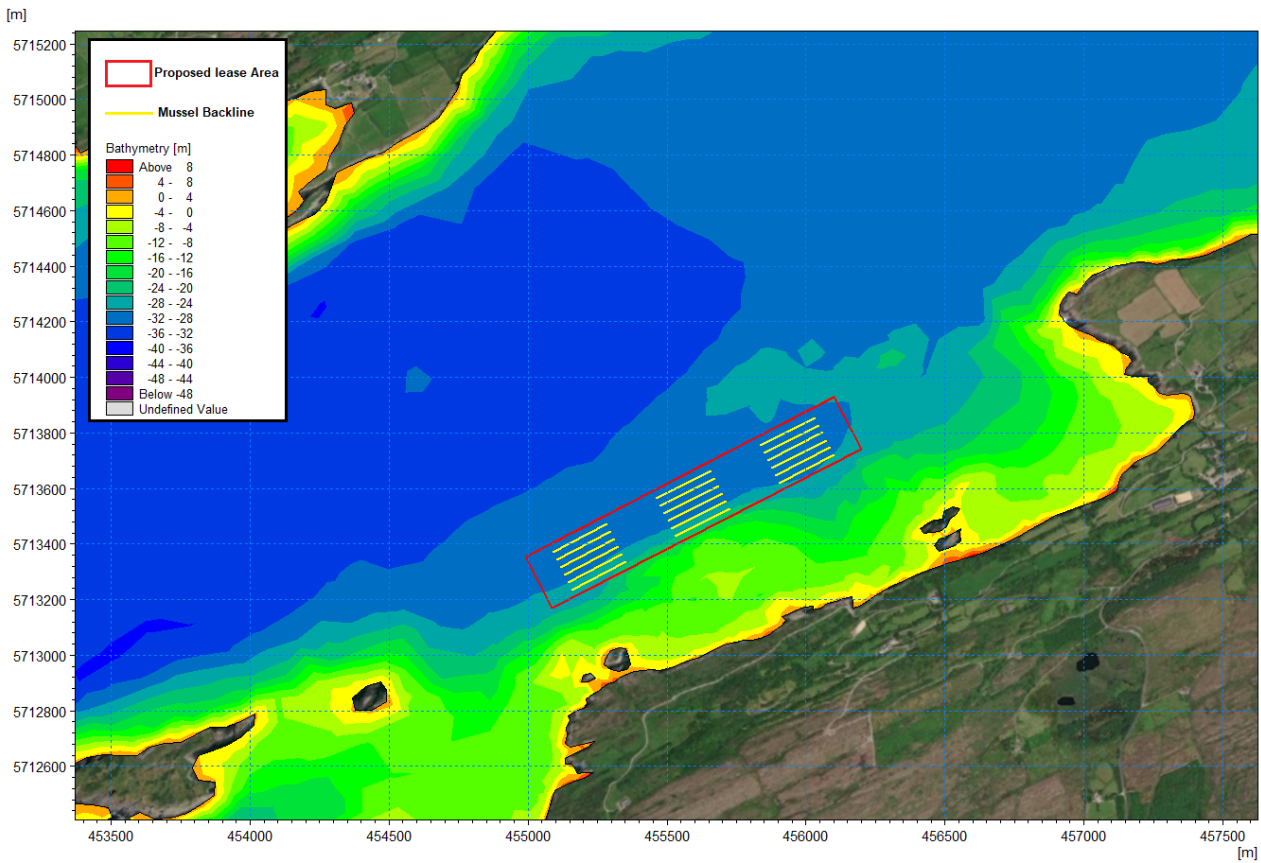 [m]
5715200
5715000
5714800
5714600
5714400
5714200
5714000
5713800
5713600
5713400
5713200
5713000
5712800
5712600
Proposed lease Area
Mussel Backline
Bathymetry [m]
Above 8
4 - 8
0 - 4
-4 - 0
-8 - -4
-12 - -8
-16 - -12
-20 - -16
-24 - -20
-28 - -24
-32 - -28
-36 - -32
-40 - -36
-44 - -40
-48 - -44
Below -48
Undefined Value
453500 454000 454500 455000 455500 456000 456500 457000 457500
[m]